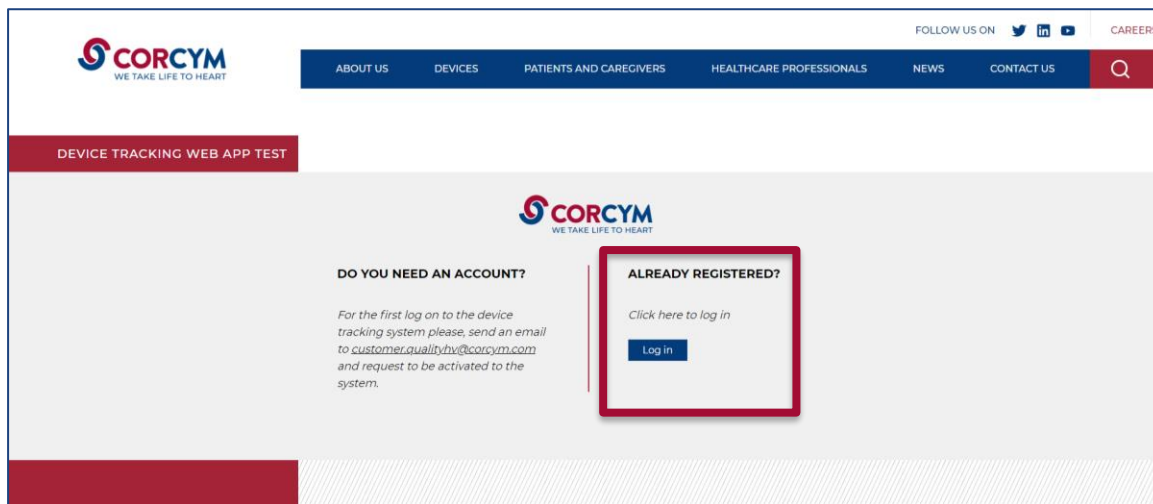 FOLLOW US ON
CAREERS
CORCYM
WE TAKE LIFE TO HEART
ABOUT US DEVICES PATIENTS AND CAREGIVERS HEALTHCARE PROFESSIONALS NEWS CONTACT US
DEVICE TRACKING WEB APP TEST
CORCYM
WE TAKE LIFE TO HEART
DO YOU NEED AN ACCOUNT?
For the first log on to the device
tracking system please, send an email
to customer.qualityhv@corcym.com
and request to be activated to the
system.
ALREADY REGISTERED?
Click here to log in
Log in